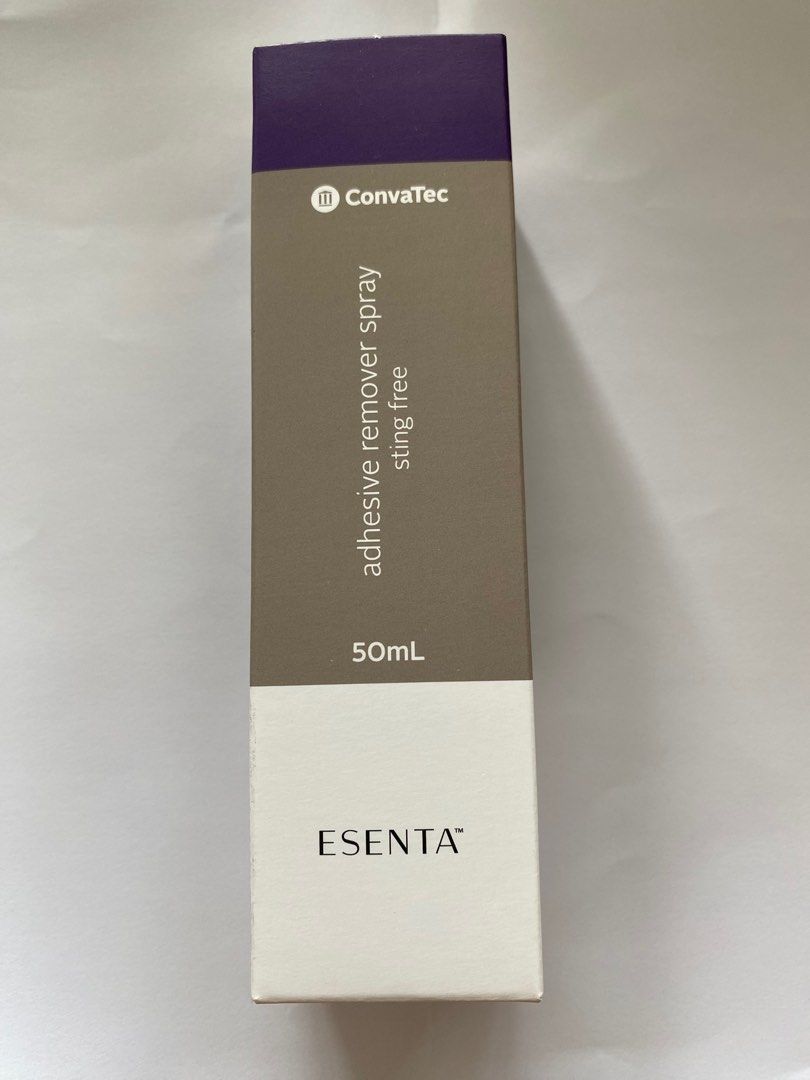 ConvaTec
adhesive remover spray
sting free
50mL
ESENTA™